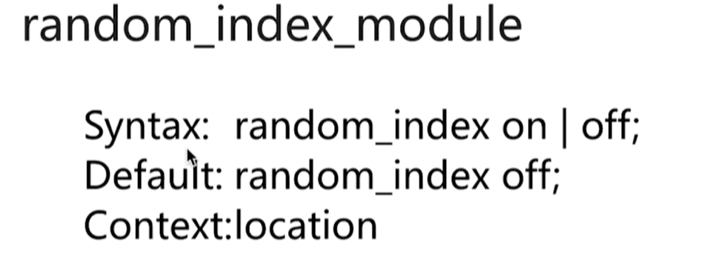 random_index_module
Syntax: random_index on | off;
Default: random_index off;
Context:location